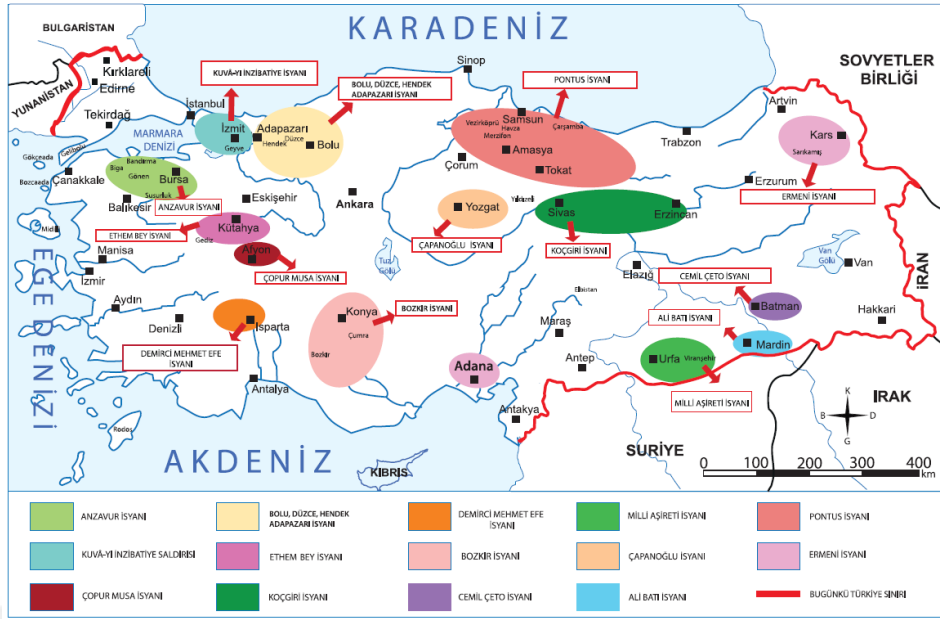 BULGARİSTAN
KARADENİZ
SOVYETLER
BİRLİĞİ
YUNANİSTAN
Kırklareli
Edirne
Tekirdağ
İstanbul
MARMARA
DENİZİ
Gelibolu
Gökçeada
Bozcaada
Çanakkale
KUVÂ-YI İNZİBATİYE İSYANI
BOLU, DÜZCE, HENDEK
ADAPAZARI İSYANI
Sinop
PONTUS İSYANI
Artvin
İzmit
Geyve
Adapazarı
Hendek
Düzce
Bolu
Samsun
Vezirköprü
Havza
Merzifon
Çarşamba
Amasya
Tokat
Çorum
Trabzon
Kars
Sarıkamış
Erzurum
ERMENİ İSYANI
Bandırma
Biga
Gönen
Bursa
Susurluk
Balıkesir
ANZAVUR İSYANI
Eskişehir
Ankara
Yozgat
Yıldızeli
Sivas
Erzincan
ETHEM BEY İSYANI
Kütahya
Gediz
ÇAPANOĞLU İSYANI
KOÇGİRİ İSYANI
Midilli
Manisa
İzmir
Afyon
ÇOPUR MUSA İSYANI
Tuz
Gölü
Elazığ
CEMİL ÇETO İSYANI
Van
Gölü
Van
İRAN
EGE DENİZİ
Aydın
Denizli
Isparta
DEMİRCİ MEHMET EFE
İSYANI
Konya
Çumra
Bozkır
BOZKIR İSYANI
Elbistan
Maraş
Antep
ALİ BATI İSYANI
Batman
Mardin
Hakkari
Urfa
Viranşehir
MİLLİ AŞİRETİ İSYANI
Adana
Antalya
Antakya
Rodos
AKDENİZ
KIBRIS
SURİYE
IRAK
K
B
D
G
0 100 200 300 400
km
ANZAVUR İSYANI
BOLU, DÜZCE, HENDEK
ADAPAZARI İSYANI
DEMİRCİ MEHMET EFE
İSYANI
MİLLİ AŞİRETİ İSYANI
PONTUS İSYANI
KUVÂ-YI İNZİBATİYE SALDIRISI
ETHEM BEY İSYANI
BOZKIR İSYANI
ÇAPANOĞLU İSYANI
ERMENİ İSYANI
ÇOPUR MUSA İSYANI
KOÇGİRİ İSYANI
CEMİL ÇETO İSYANI
ALİ BATI İSYANI
BUGÜNKÜ TÜRKİYE SINIRI